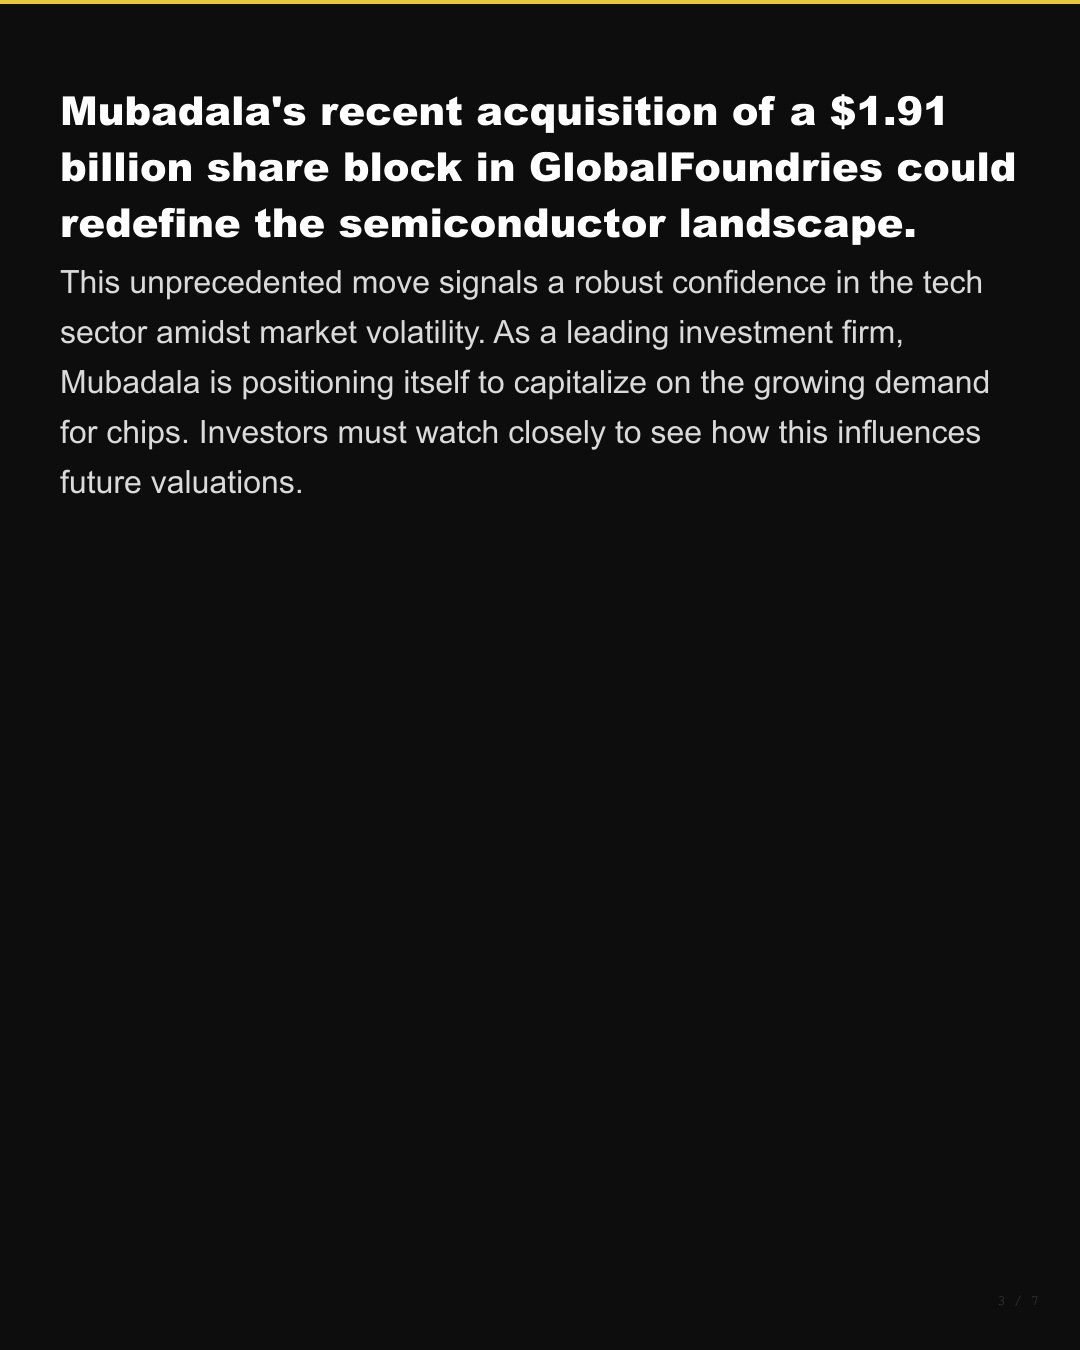 Mubadala's recent acquisition of a $1.91
billion share block in GlobalFoundries could
redefine the semiconductor landscape.
This unprecedented move signals a robust confidence in the tech
sector amidst market volatility. As a leading investment firm,
Mubadala is positioning itself to capitalize on the growing demand
for chips. Investors must watch closely to see how this influences
future valuations.
3 / 7